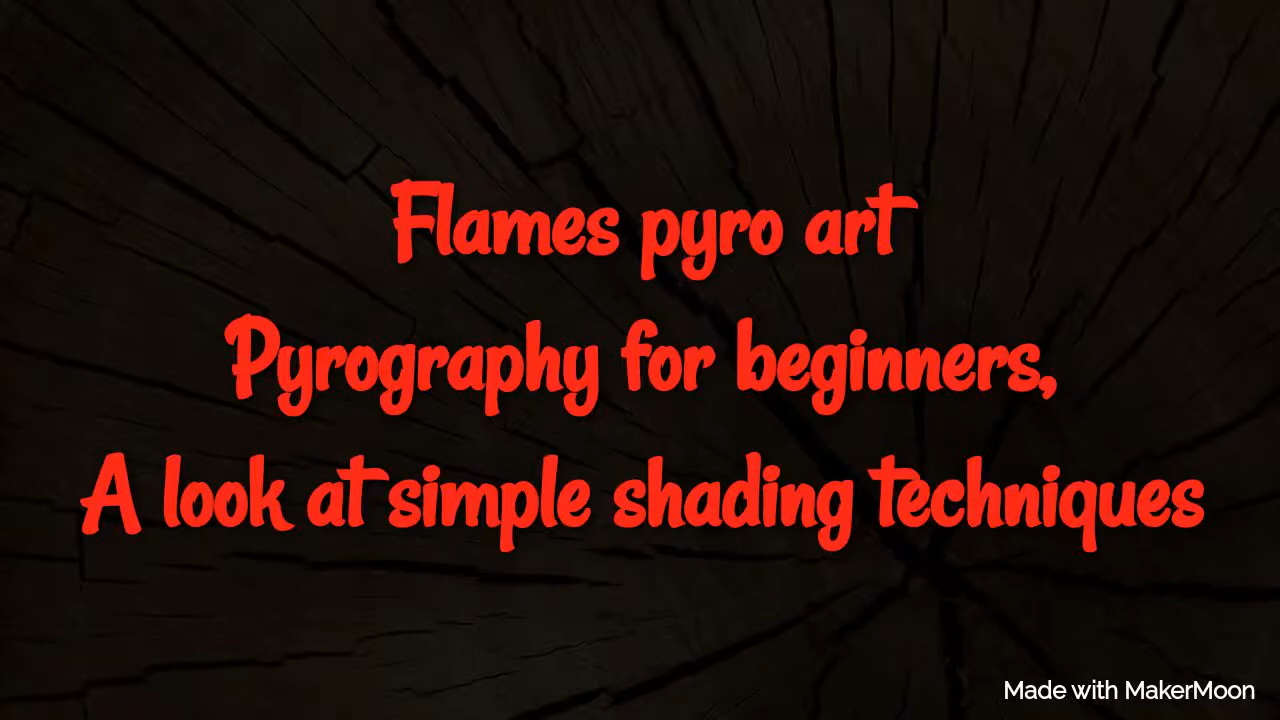 Flames pyro art
Pyrography for beginners,
A look at simple shading techniques
Made with MakerMoon